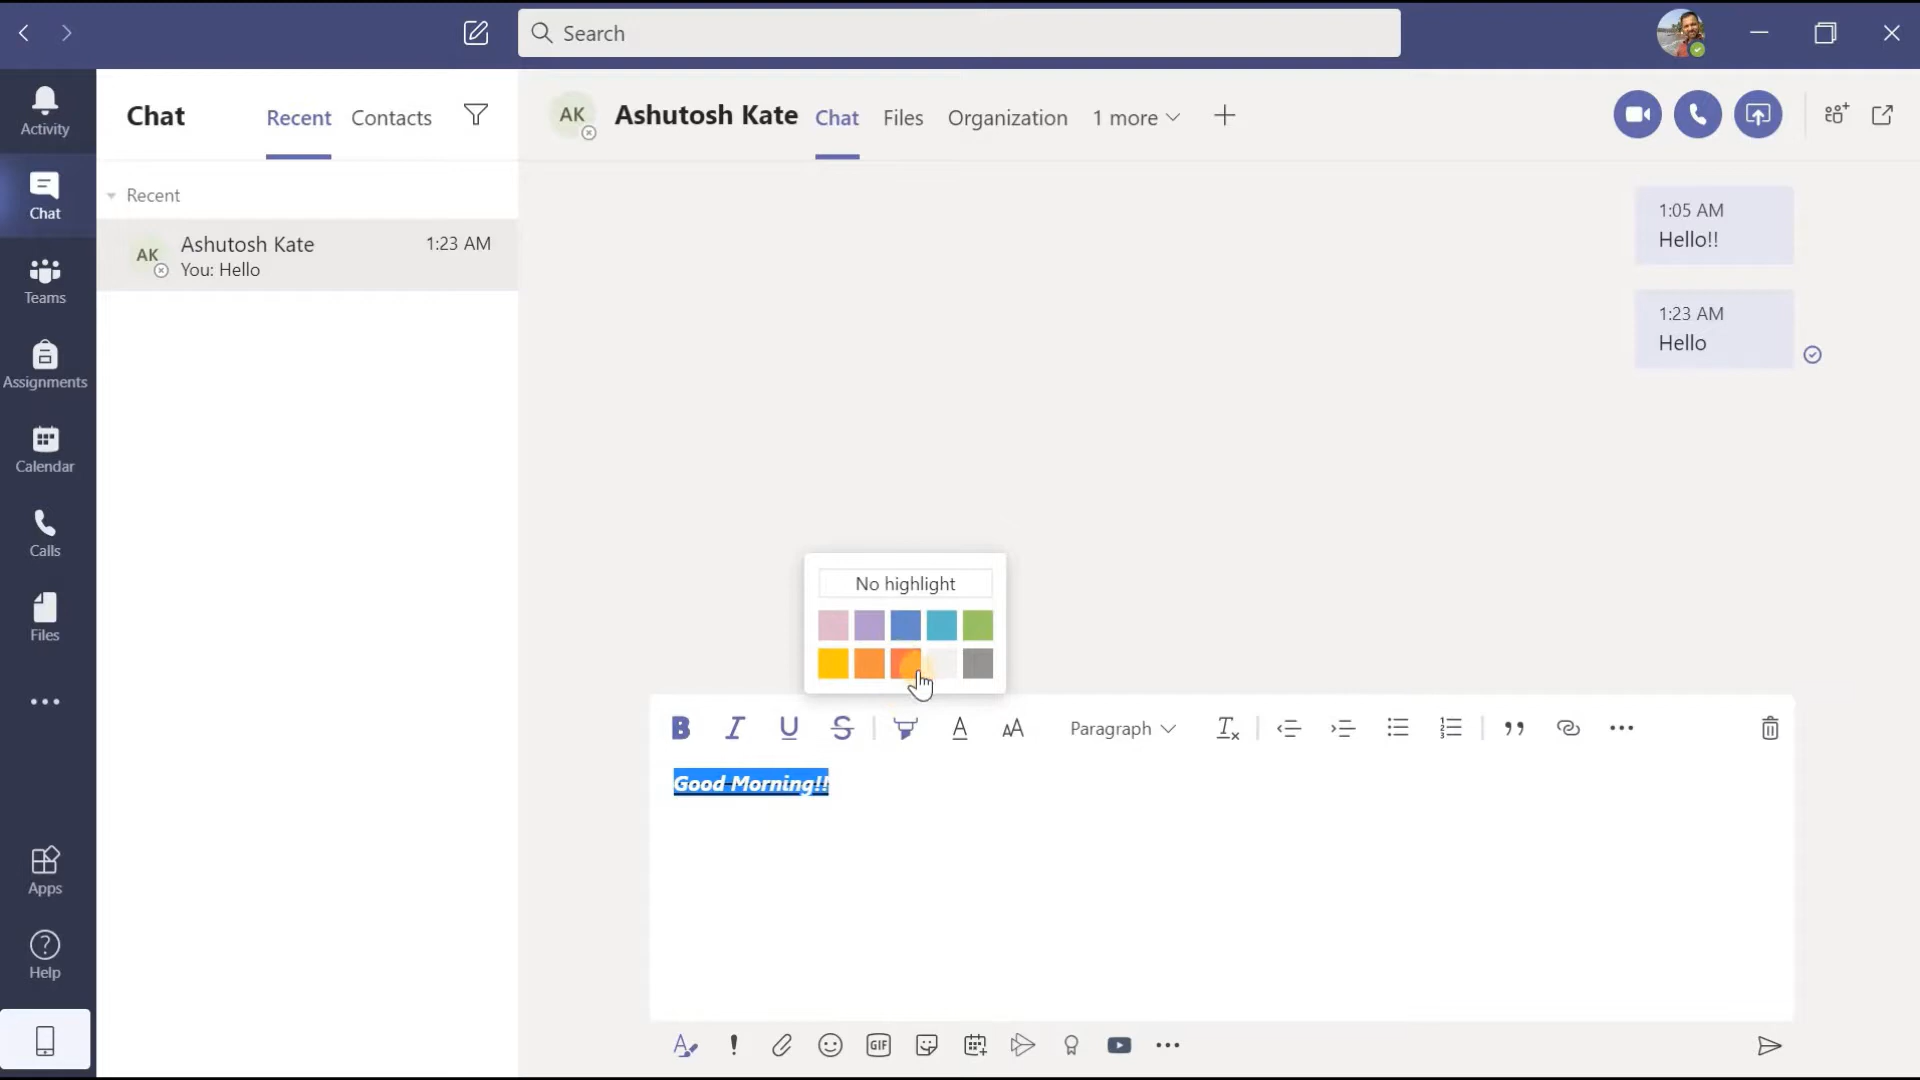 Search
Activity
Chat
Teams
Assignments
Calendar
Calls
Files
Apps
Help
Chat
Recent
Contacts
Recent
AK
Ashutosh Kate
1:23 AM
You: Hello
AK
Ashutosh Kate
Chat
Files
Organization
1 more
1:05 AM
Hello!!
1:23 AM
Hello
No highlight
B I U S A AA Paragraph
Good Morning!!
GIF